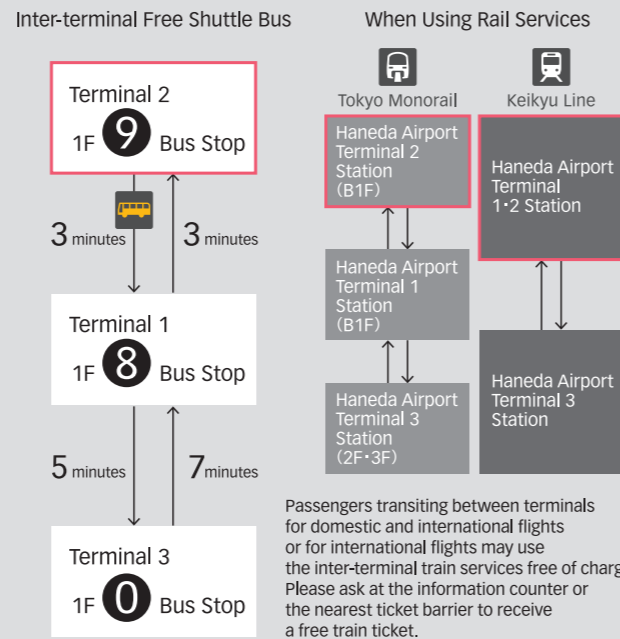 Inter-terminal Free Shuttle Bus
Terminal 2
1F 9 Bus Stop
3 minutes
3 minutes
Terminal 1
1F 8 Bus Stop
5 minutes
7minutes
Terminal 3
1F 0 Bus Stop
When Using Rail Services
Tokyo Monorail
Haneda Airport
Terminal 2
Station
(B1F)
Haneda Airport
Terminal 1
Station
(B1F)
Haneda Airport
Terminal 3
Station
(2F・3F)
Keikyu Line
Haneda Airport
Terminal
1・2 Station
Haneda Airport
Terminal 3
Station
Passengers transiting between terminals
for domestic and international flights
or for international flights may use
the inter-terminal train services free of charg
Please ask at the information counter or
the nearest ticket barrier to receive
a free train ticket.